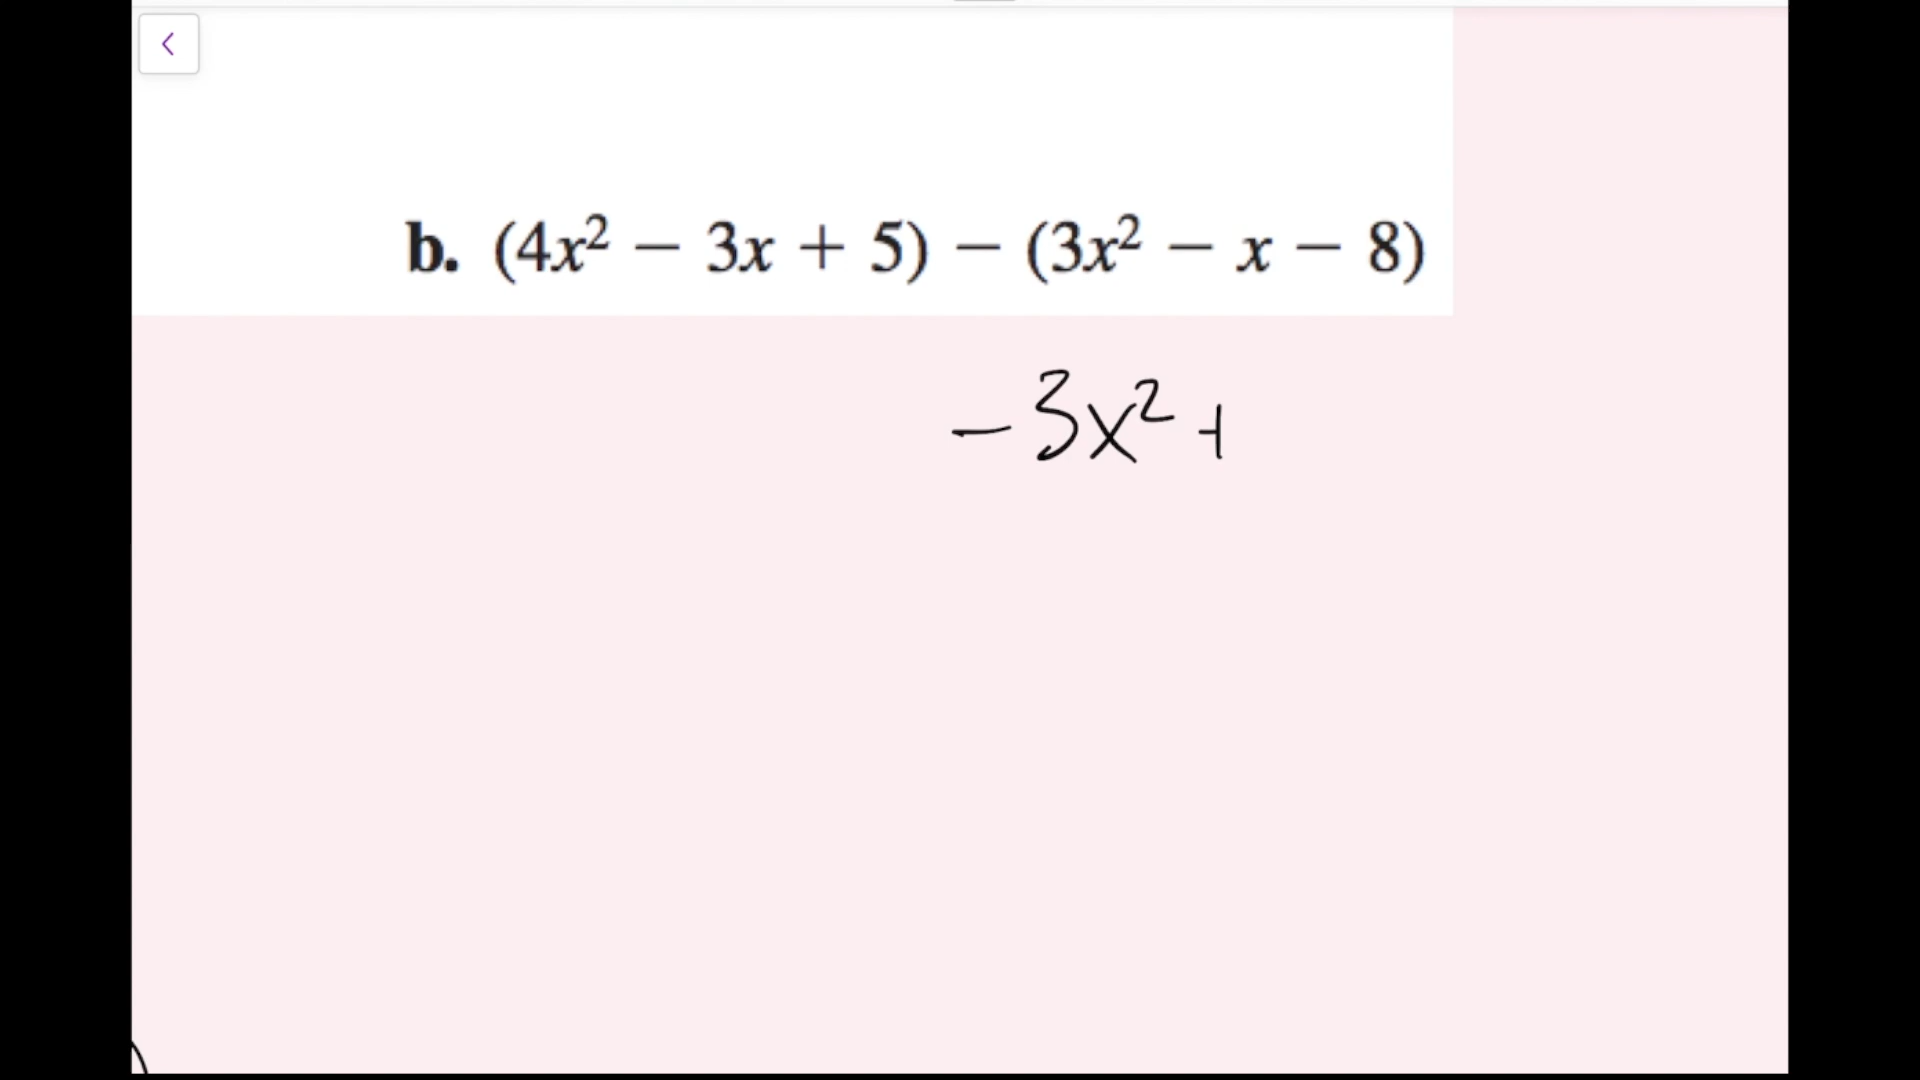 b. (4x² − 3x + 5) − (3x² − x − 8)
− 3x² +